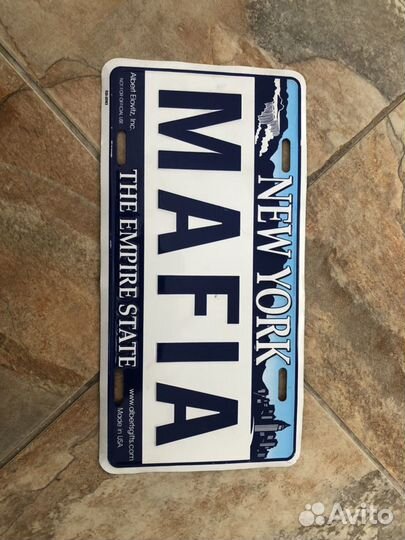 NEW YORK
MAFIA
THE EMPIRE STATE
Albert Elovitz, Inc.
NOT FOR OFFICIAL USE
www.albertsgifts.com
Made in USA
Avito